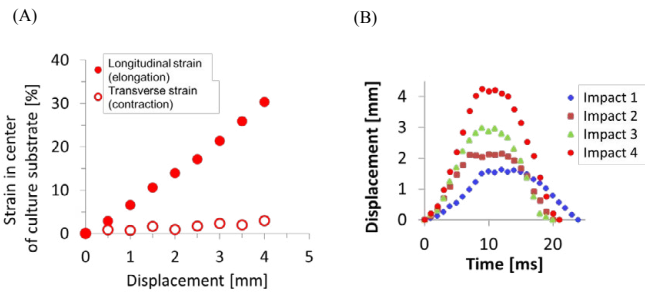 (A)
(B)
40
30
20
10
0
Strain in center
of culture substrate [%]
Longitudinal strain
(elongation)
Transverse strain
(contraction)
0 1 2 3 4 5
Displacement [mm]
4
3
2
1
0
Displacement [mm]
0 10 20
Time [ms]
Impact 1
Impact 2
Impact 3
Impact 4